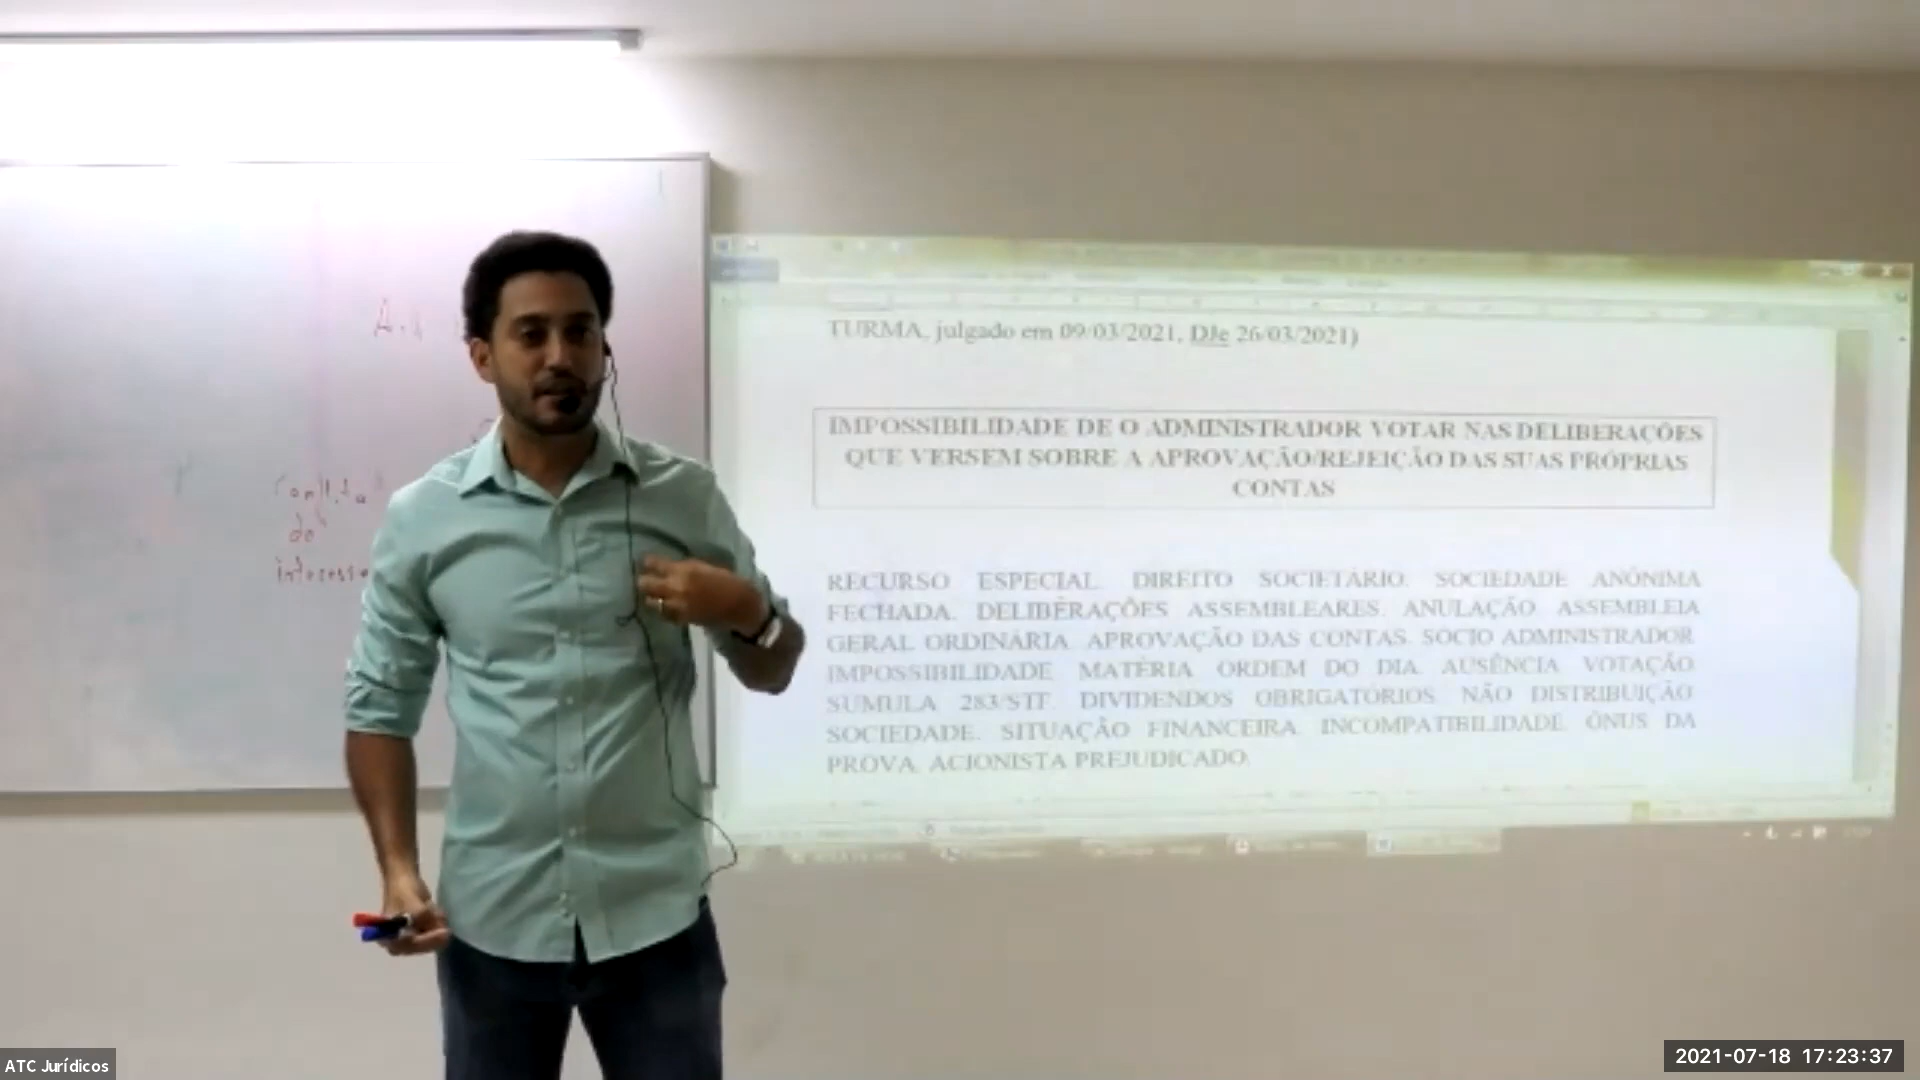 TURMA, julgado em 09/03/2021, DJe 26/03/2021)
IMPOSSIBILIDADE DE O ADMINISTRADOR VOTAR NAS DELIBERAÇÕES
QUE VERSEM SOBRE A APROVAÇÃO/REJEIÇÃO DAS SUAS PRÓPRIAS
CONTAS
RECURSO ESPECIAL. DIREITO SOCIETÁRIO. SOCIEDADE ANÔNIMA
FECHADA. DELIBERAÇÕES ASSEMBLEARES. ANULAÇÃO ASSEMBLEIA
GERAL ORDINÁRIA. APROVAÇÃO DAS CONTAS. SÓCIO ADMINISTRADOR.
IMPOSSIBILIDADE. MATÉRIA. ORDEM DO DIA. AUSÊNCIA VOTAÇÃO.
SÚMULA 283/STF. DIVIDENDOS OBRIGATÓRIOS. NÃO DISTRIBUIÇÃO.
SOCIEDADE. SITUAÇÃO FINANCEIRA. INCOMPATIBILIDADE. ÔNUS DA
PROVA. ACIONISTA PREJUDICADO.
ATC Jurídicos
2021-07-18 17:23:37